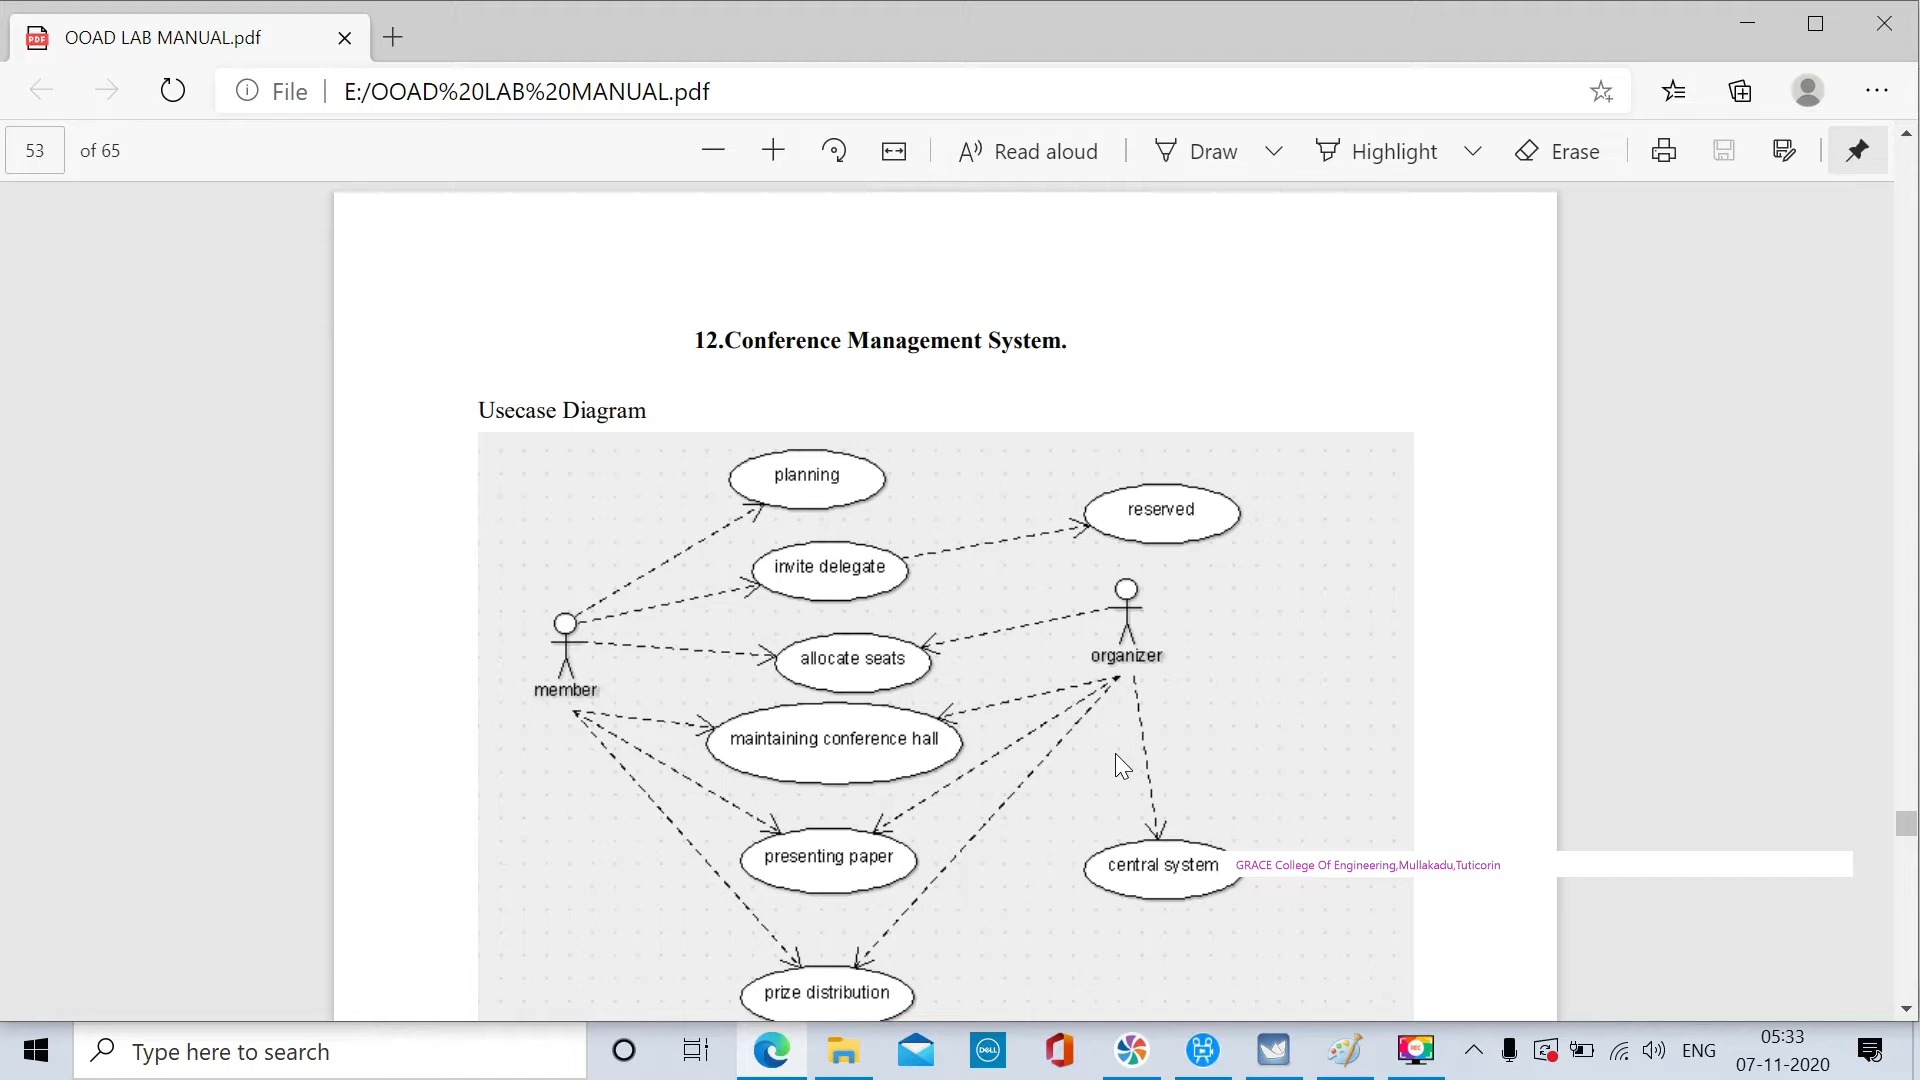 OOAD LAB MANUAL.pdf
File | E:/OOAD%20LAB%20MANUAL.pdf
53 of 65
Read aloud
Draw
Highlight
Erase
12.Conference Management System.
Usecase Diagram
planning
reserved
invite delegate
allocate seats
organizer
member
maintaining conference hall
presenting paper
central system
GRACE College Of Engineering,Mullakadu,Tuticorin
prize distribution
Type here to search
DELL
REC
ENG
05:33
07-11-2020